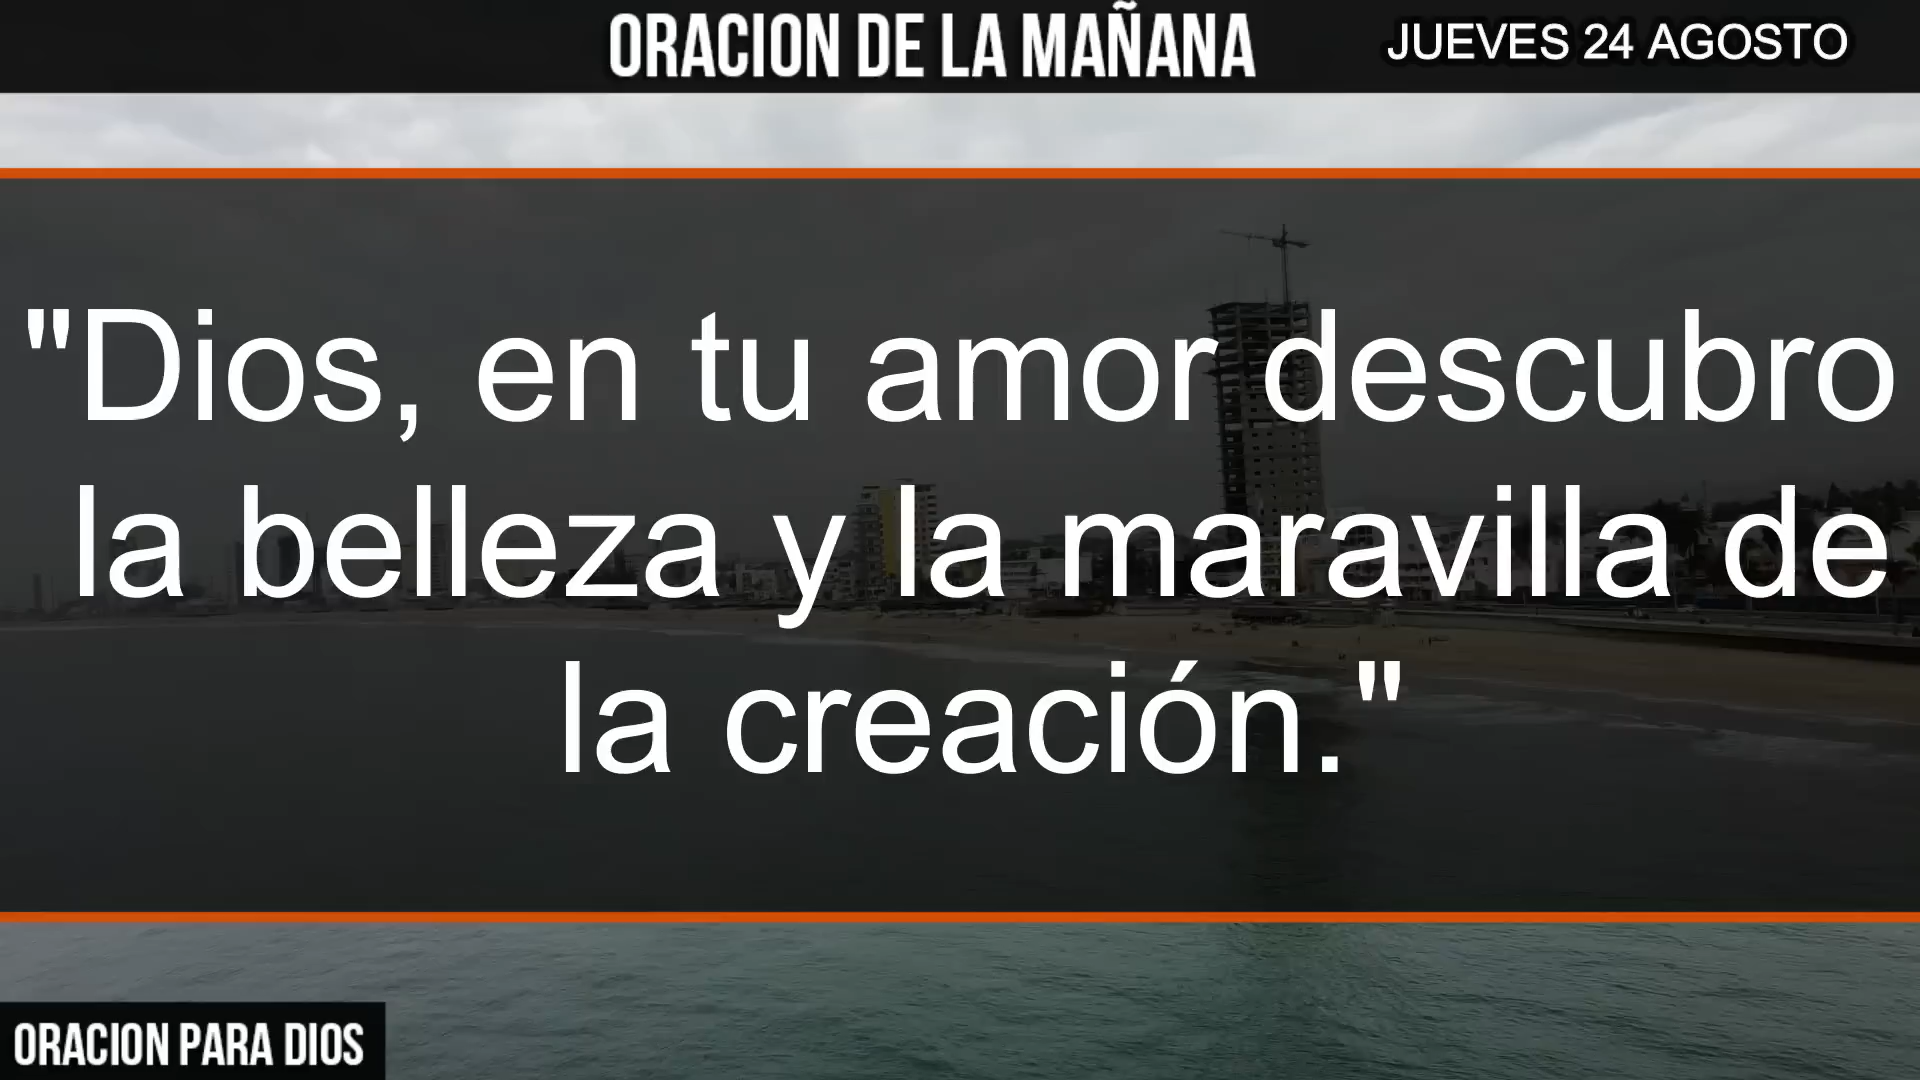 ORACION DE LA MAÑANA
JUEVES 24 AGOSTO
"Dios, en tu amor descubro
la belleza y la maravilla de
la creación."
ORACION PARA DIOS